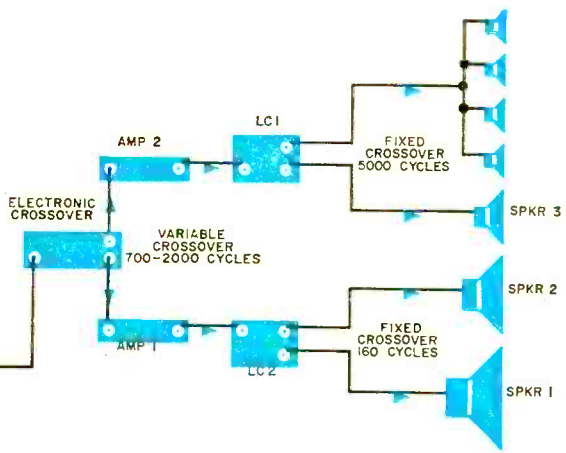 LC1
AMP 2
FIXED
CROSSOVER
5000 CYCLES
ELECTRONIC
CROSSOVER
SPKR 3
VARIABLE
CROSSOVER
700-2000 CYCLES
SPKR 2
FIXED
CROSSOVER
160 CYCLES
AMP 1
LC2
SPKR 1